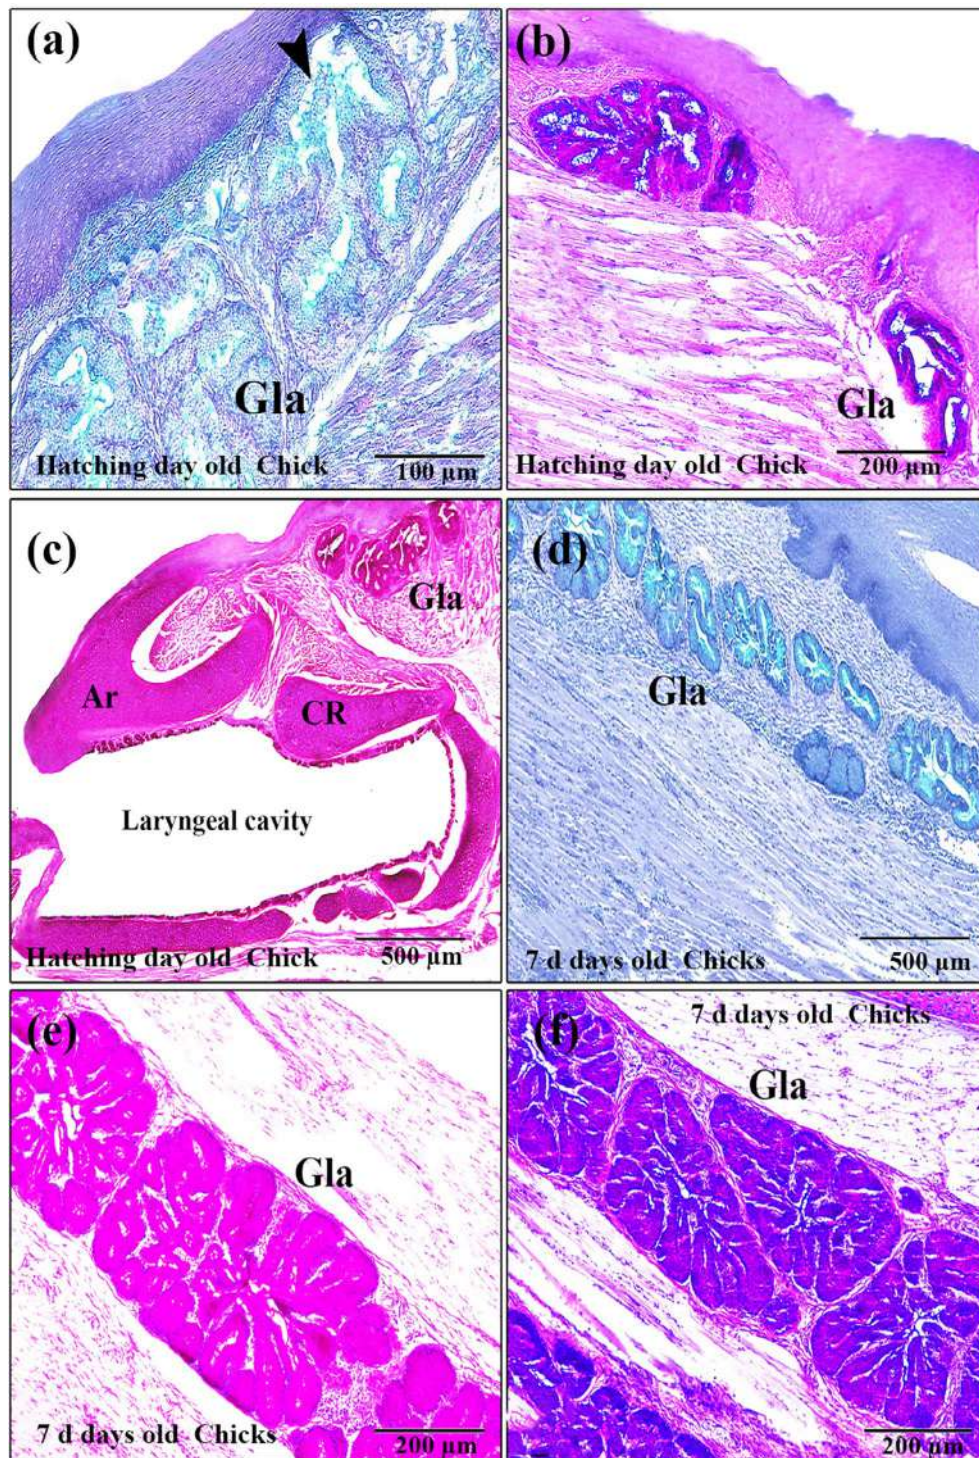 (a)
Gla
Hatching day old Chick
100 µm
(b)
Gla
Hatching day old Chick
200 µm
(c)
Gla
Ar
CR
Laryngeal cavity
Hatching day old Chick
500 µm
(d)
Gla
7 d days old Chicks
500 µm
(e)
Gla
7 d days old Chicks
200 µm
(f)
7 d days old Chicks
Gla
200 µm